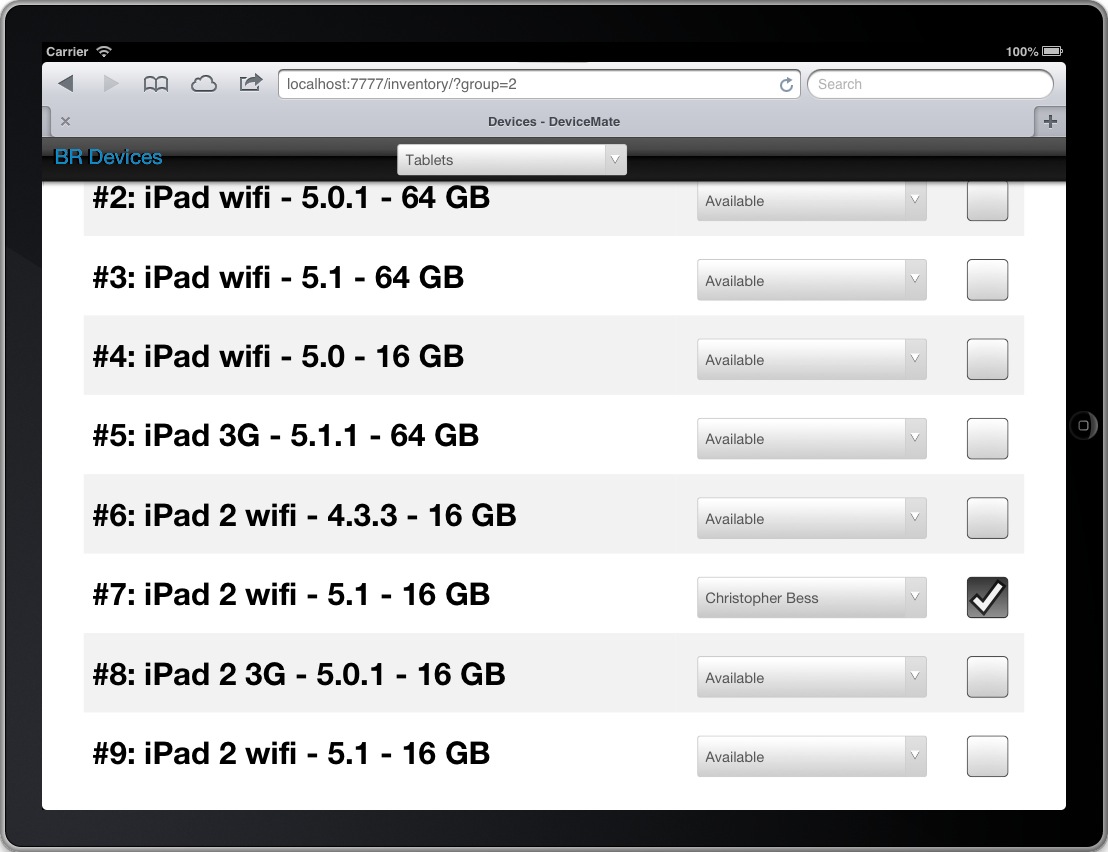 Carrier 100%
localhost:7777/inventory/?group=2 Search
Devices - DeviceMate
BR Devices Tablets
#2: iPad wifi - 5.0.1 - 64 GB Available
#3: iPad wifi - 5.1 - 64 GB Available
#4: iPad wifi - 5.0 - 16 GB Available
#5: iPad 3G - 5.1.1 - 64 GB Available
#6: iPad 2 wifi - 4.3.3 - 16 GB Available
#7: iPad 2 wifi - 5.1 - 16 GB Christopher Bess
#8: iPad 2 3G - 5.0.1 - 16 GB Available
#9: iPad 2 wifi - 5.1 - 16 GB Available